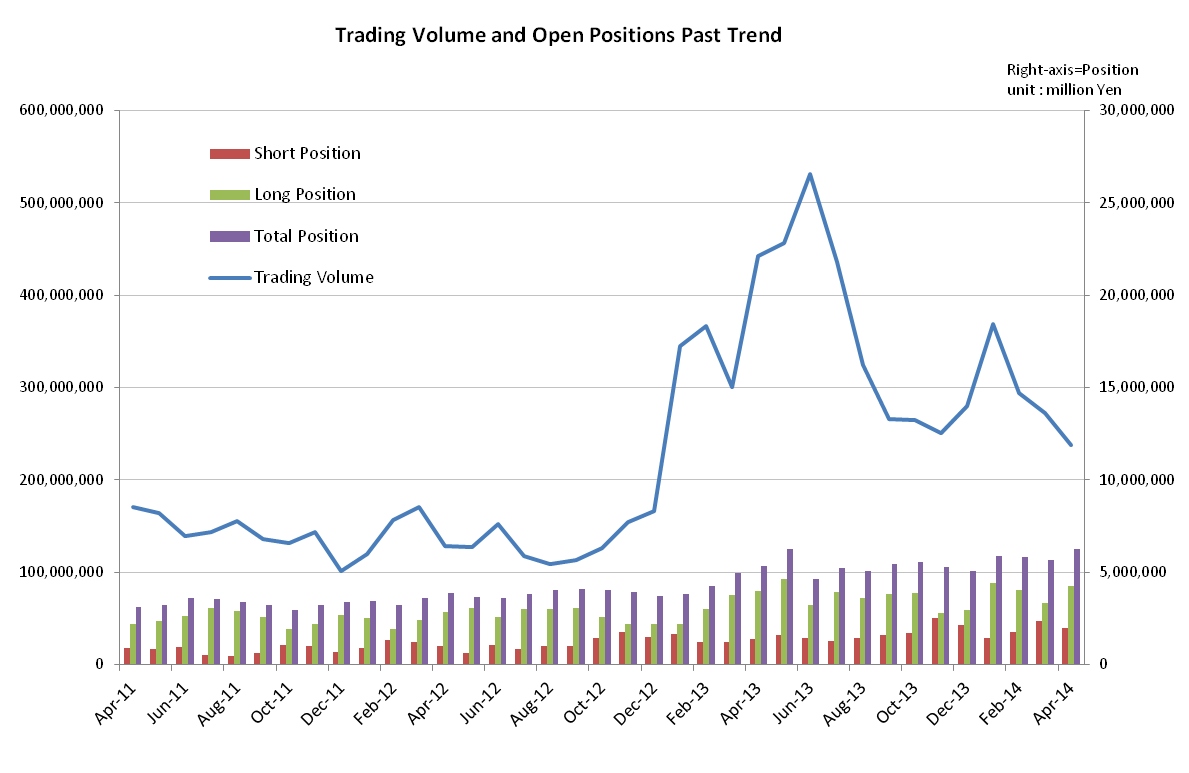 Trading Volume and Open Positions Past Trend
Right-axis=Position
unit : million Yen
600,000,000
500,000,000
400,000,000
300,000,000
200,000,000
100,000,000
0
30,000,000
25,000,000
20,000,000
15,000,000
10,000,000
5,000,000
0
Short Position
Long Position
Total Position
Trading Volume
Apr-11
Jun-11
Aug-11
Oct-11
Dec-11
Feb-12
Apr-12
Jun-12
Aug-12
Oct-12
Dec-12
Feb-13
Apr-13
Jun-13
Aug-13
Oct-13
Dec-13
Feb-14
Apr-14